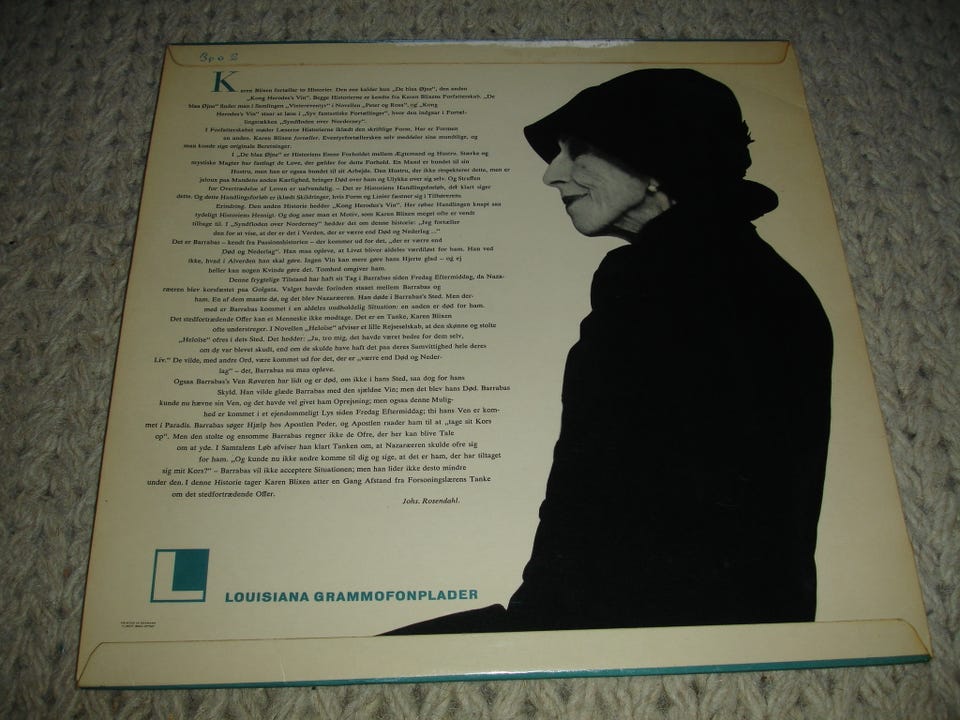 3p o 2
Karen Blixen fortæller to Historier. Den ene kalder hun „De blaa Øjne“, den anden
„Kong Herodes's Vin“. Begge Historierne er kendte fra Karen Blixens Forfatterskab. „De
blaa Øjne“ finder man i Samlingen „Vintereventyr“ i Novellen „Peter og Rosa“, og „Kong
Herodes's Vin“ staar at læse i „Syv fantastiske Fortællinger“, hvor den indgaar i Fortæl-
lingsrækken „Syndfloden over Norderney“.
I Forfatterskabet møder Læserne Historierne iklædt den skriftlige Form. Her er Formen
en anden. Karen Blixen fortæller. Eventyrfortællersken selv meddeler sine mundtlige, og
man kunde sige originale Beretninger.
I „De blaa Øjne“ er Historiens Emne Forholdet mellem Ægtemand og Hustru. Stærke og
mystiske Magter har fastlagt de Love, der gælder for dette Forhold. En Mand er bundet til sin
Hustru, men han er ogsaa bundet til sit Arbejde. Den Hustru, der ikke respekterer dette, men er
jaloux paa Mandens anden Kærlighed, bringer Død over ham og Ulykke over sig selv. Og Straffen
for Overtrædelse af Loven er uafvendelig. – Det er Historiens Handlingsforløb, der klart siger
dette. Og dette Handlingsforløb er iklædt Skildringer, hvis Form og Linier fæstner sig i Tilhørerens
Erindring. Den anden Historie hedder „Kong Herodes's Vin“. Her røber Handlingen knapt saa
tydeligt Historiens Hensigt. Og dog aner man et Motiv, som Karen Blixen meget ofte er vendt
tilbage til. I „Syndfloden over Norderney“ hedder det om denne historie: „Jeg fortæller
den for at vise, at der er det i Verden, der er værre end Død og Nederlag ...“
Det er Barrabas – kendt fra Passionshistorien – der kommer ud for det, „der er værre end
Død og Nederlag“. Han maa opleve, at Livet bliver aldeles værdiløst for ham. Han ved
ikke, hvad i Alverden han skal gøre. Ingen Vin kan mere gøre hans Hjerte glad – og ej
heller kan nogen Kvinde gøre det. Tomhed omgiver ham.
Denne frygtelige Tilstand har haft sit Tag i Barrabas siden Fredag Eftermiddag, da Naza-
ræeren blev korsfæstet paa Golgata. Valget havde forinden staaet mellem Barrabas og
ham. En af dem maatte dø, og det blev Nazaræeren. Han døde i Barrabas's Sted. Men der-
med er Barrabas kommet i en aldeles uudholdelig Situation: en anden er død for ham.
Det stedfortrædende Offer kan et Menneske ikke modtage. Det er en Tanke, Karen Blixen
ofte understreger. I Novellen „Heloïse“ afviser et lille Rejseselskab, at den skønne og stolte
„Heloïse“ ofres i dets Sted. Det hedder: „Ja, tro mig, det havde været bedre for dem selv,
om de var blevet skudt, end om de skulde have haft det paa deres Samvittighed hele deres
Liv.“ De vilde, med andre Ord, være kommet ud for det, der er „værre end Død og Neder-
lag“ – det, Barrabas nu maa opleve.
Ogsaa Barrabas's Ven Røveren har lidt og er død, om ikke i hans Sted, saa dog for hans
Skyld. Han vilde glæde Barrabas med den sjældne Vin; men det blev hans Død. Barrabas
kunde nu hævne sin Ven, og det havde vel givet ham Oprejsning; men ogsaa denne Mulig-
hed er kommet i et ejendommeligt Lys siden Fredag Eftermiddag; thi hans Ven er kom-
met i Paradis. Barrabas søger Hjælp hos Apostlen Peder, og Apostlen raader ham til at „tage sit Kors
op“. Men den stolte og ensomme Barrabas regner ikke de Ofre, der her kan blive Tale
om at yde. I Samtalens Løb afviser han klart Tanken om, at Nazaræeren skulde ofre sig
for ham. „Og kunde nu ikke andre komme til dig og sige, at det er ham, der har tiltaget
sig mit Kors?“ – Barrabas vil ikke acceptere Situationen; men han lider ikke desto mindre
under den. I denne Historie tager Karen Blixen atter en Gang Afstand fra Forsoningslærens Tanke
om det stedfortrædende Offer.
Johs. Rosendahl.
L
LOUISIANA GRAMMOFONPLADER